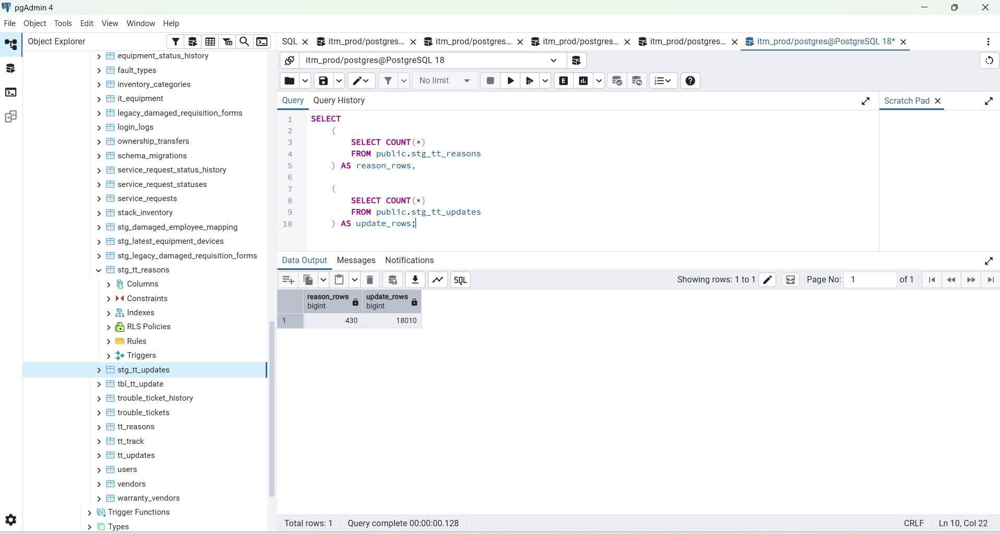 pgAdmin 4
File Object Tools Edit View Window Help
Object Explorer
equipment_status_history
fault_types
inventory_categories
it_equipment
legacy_damaged_requisition_forms
login_logs
ownership_transfers
schema_migrations
service_request_status_history
service_request_statuses
service_requests
stack_inventory
stg_damaged_employee_mapping
stg_latest_equipment_devices
stg_legacy_damaged_requisition_forms
stg_tt_reasons
Columns
Constraints
Indexes
RLS Policies
Rules
Triggers
stg_tt_updates
tbl_tt_update
trouble_ticket_history
trouble_tickets
tt_reasons
tt_track
tt_updates
users
vendors
warranty_vendors
Trigger Functions
Types
SQL itm_prod/postgres... itm_prod/postgres... itm_prod/postgres... itm_prod/postgres... itm_prod/postgres@PostgreSQL 18*
itm_prod/postgres@PostgreSQL 18
No limit E
Query Query History Scratch Pad
1 SELECT
2 (
3 SELECT COUNT(*)
4 FROM public.stg_tt_reasons
5 ) AS reason_rows,
6
7 (
8 SELECT COUNT(*)
9 FROM public.stg_tt_updates
10 ) AS update_rows;
Data Output Messages Notifications
SQL Showing rows: 1 to 1 Page No: 1 of 1
reason_rows update_rows
bigint bigint
1 430 18010
Total rows: 1 Query complete 00:00:00.128 CRLF Ln 10, Col 22